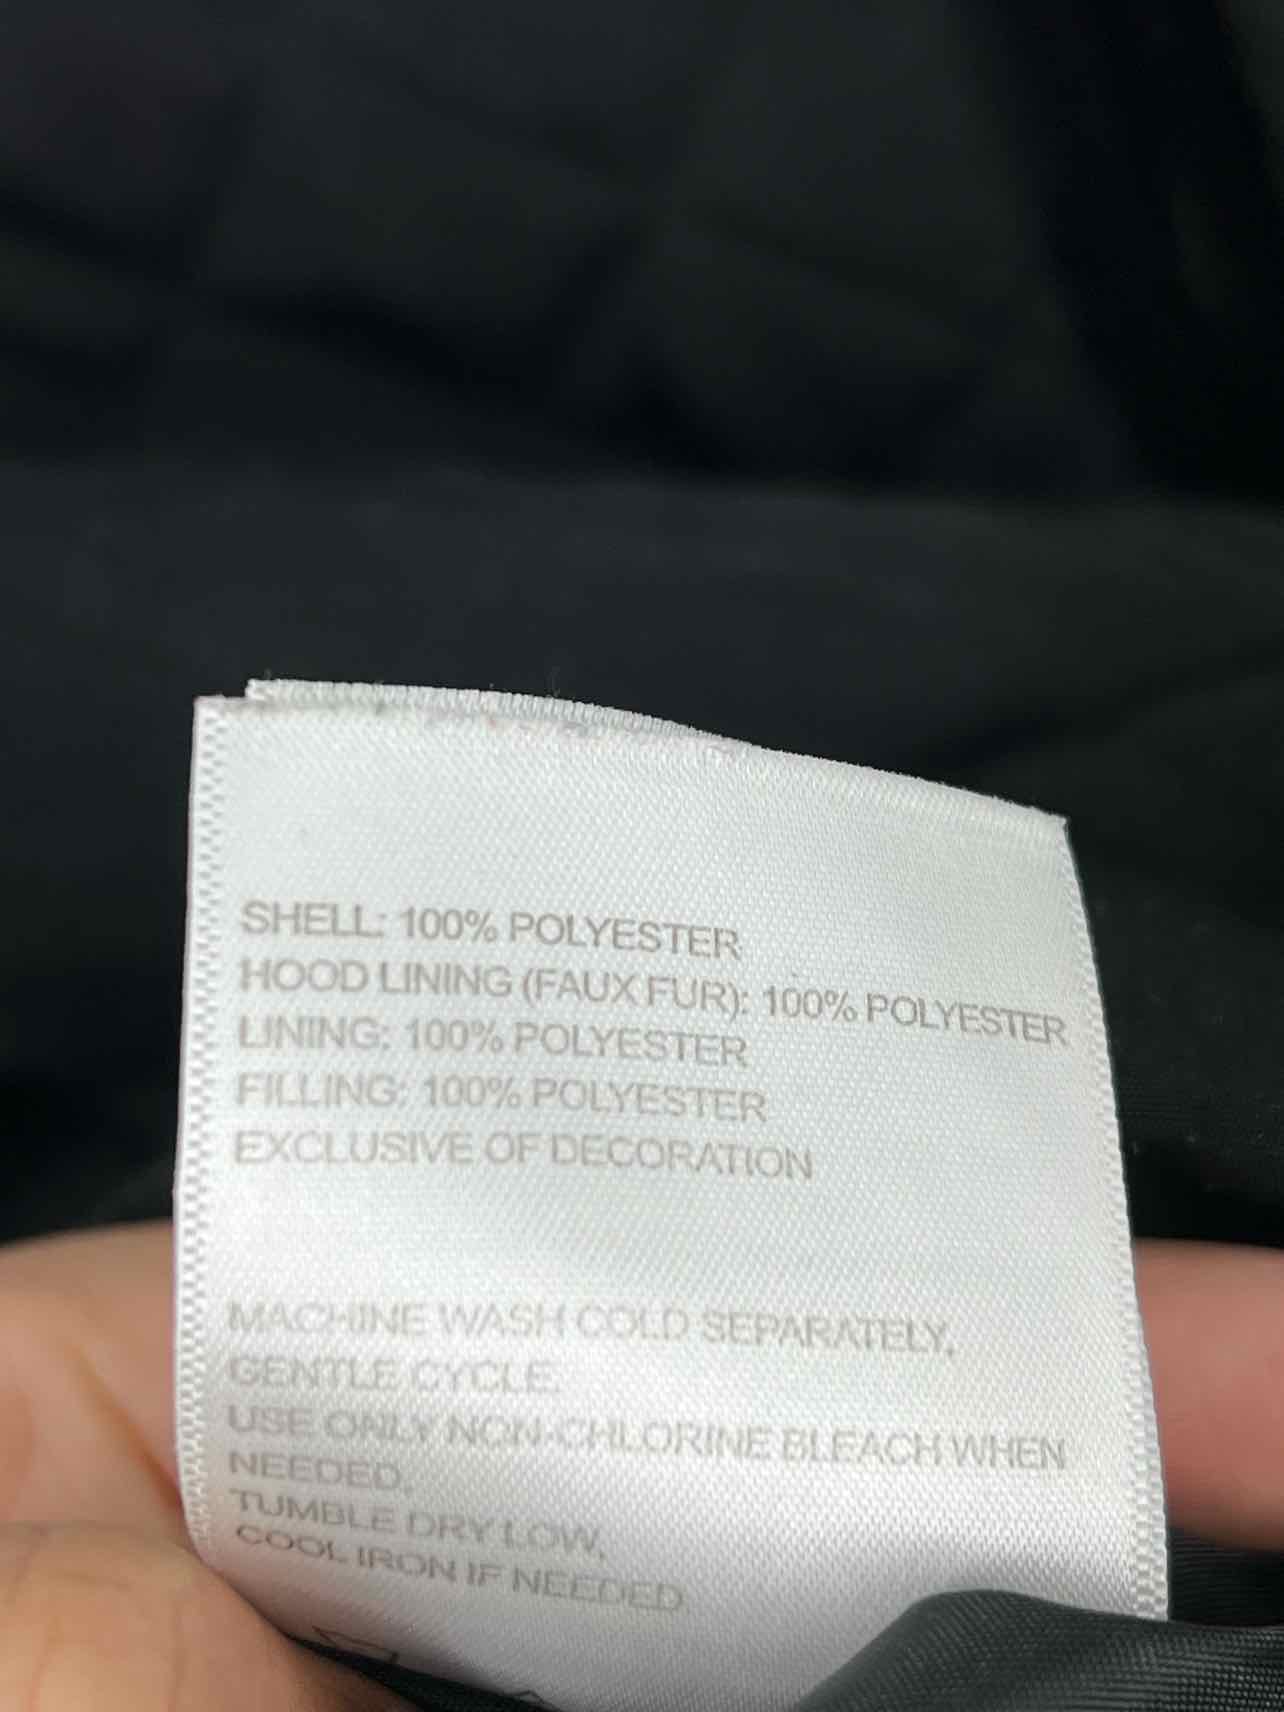 SHELL: 100% POLYESTER
HOOD LINING (FAUX FUR): 100% POLYESTER
LINING: 100% POLYESTER
FILLING: 100% POLYESTER
EXCLUSIVE OF DECORATION
MACHINE WASH COLD SEPARATELY,
GENTLE CYCLE.
USE ONLY NON-CHLORINE BLEACH WHEN
NEEDED.
TUMBLE DRY LOW,
COOL IRON IF NEEDED